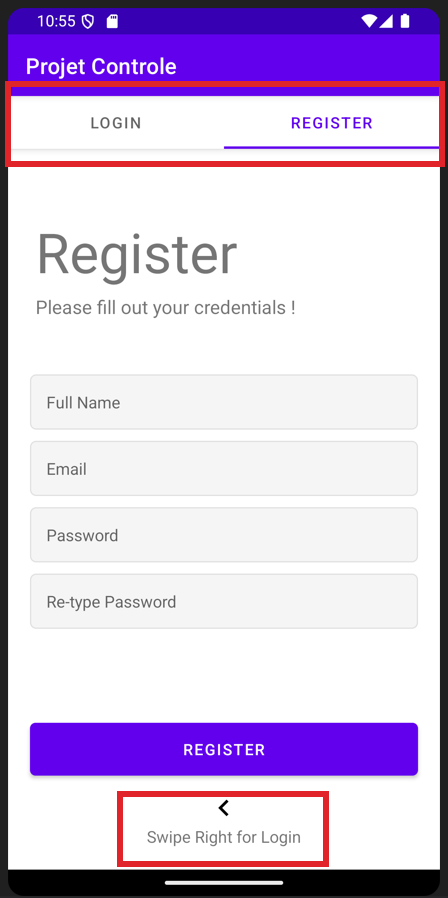 10:55
Projet Controle
LOGIN REGISTER
Register
Please fill out your credentials !
Full Name
Email
Password
Re-type Password
REGISTER
Swipe Right for Login